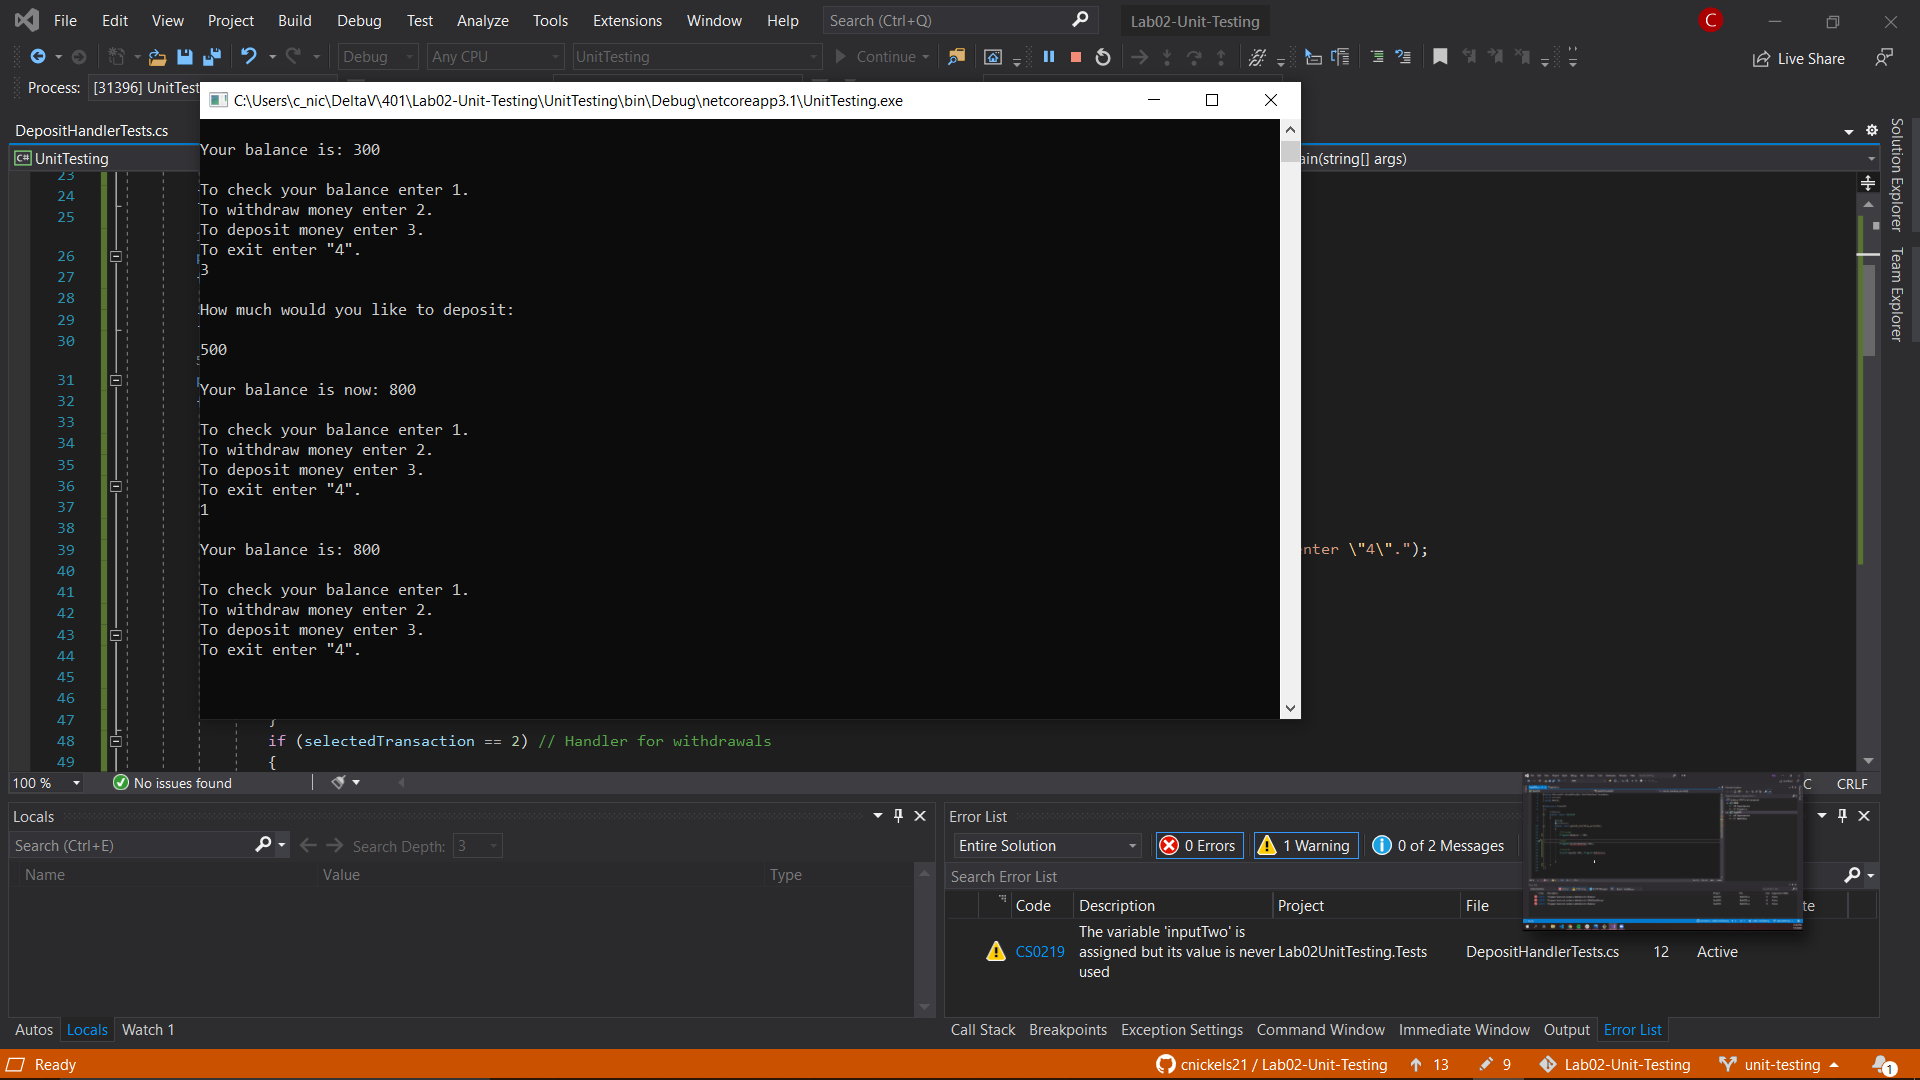 File Edit View Project Build Debug Test Analyze Tools Extensions Window Help Search (Ctrl+Q) Lab02-Unit-Testing C
Debug Any CPU UnitTesting Continue Live Share
Process: [31396] UnitTest
C:\Users\c_nic\DeltaV\401\Lab02-Unit-Testing\UnitTesting\bin\Debug\netcoreapp3.1\UnitTesting.exe
DepositHandlerTests.cs
C# UnitTesting
ain(string[] args)
Solution Explorer
Team Explorer
Your balance is: 300
To check your balance enter 1.
To withdraw money enter 2.
To deposit money enter 3.
To exit enter "4".
3
How much would you like to deposit:
500
Your balance is now: 800
To check your balance enter 1.
To withdraw money enter 2.
To deposit money enter 3.
To exit enter "4".
1
Your balance is: 800
To check your balance enter 1.
To withdraw money enter 2.
To deposit money enter 3.
To exit enter "4".
23
24
25
26
27
28
29
30
31
32
33
34
35
36
37
38
39 enter \"4\".");
40
41
42
43
44
45
46
47 }
48 if (selectedTransaction == 2) // Handler for withdrawals
49 {
100 % No issues found C CRLF
Locals
Search (Ctrl+E) Search Depth: 3
Name Value Type
Autos Locals Watch 1
Error List
Entire Solution 0 Errors 1 Warning 0 of 2 Messages
Search Error List
Code Description Project File te
CS0219 The variable 'inputTwo' is
assigned but its value is never Lab02UnitTesting.Tests DepositHandlerTests.cs 12 Active
used
Call Stack Breakpoints Exception Settings Command Window Immediate Window Output Error List
Ready cnickels21 / Lab02-Unit-Testing 13 9 Lab02-Unit-Testing unit-testing 1